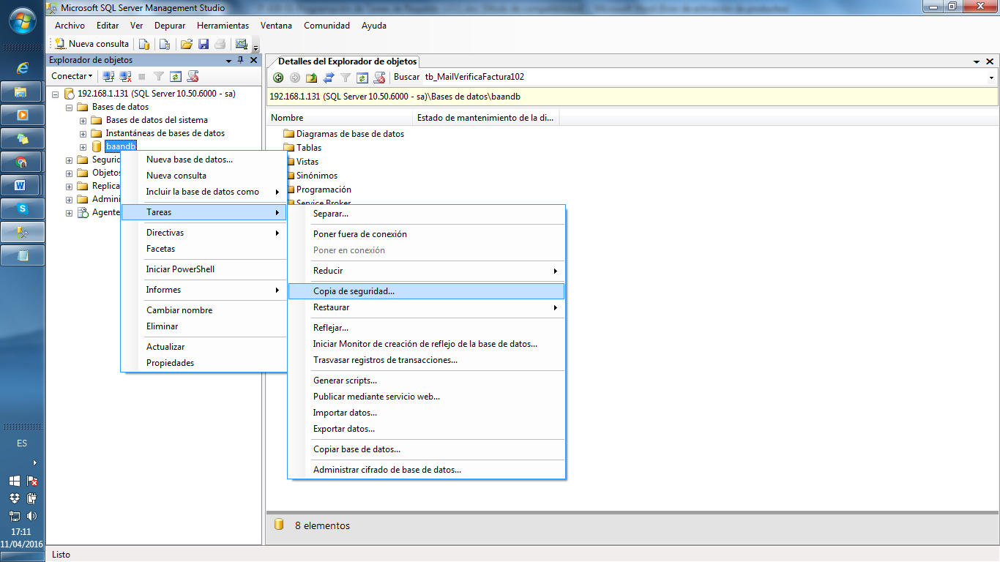 Microsoft SQL Server Management Studio
Archivo Editar Ver Depurar Herramientas Ventana Comunidad Ayuda
Nueva consulta
Explorador de objetos
Conectar
192.168.1.131 (SQL Server 10.50.6000 - sa)
Bases de datos
Bases de datos del sistema
Instantáneas de bases de datos
baandb
Segurid
Objetos
Replica
Admini
Agente
Nueva base de datos...
Nueva consulta
Incluir la base de datos como
Tareas
Directivas
Facetas
Iniciar PowerShell
Informes
Cambiar nombre
Eliminar
Actualizar
Propiedades
Separar...
Poner fuera de conexión
Poner en conexión
Reducir
Copia de seguridad...
Restaurar
Reflejar...
Iniciar Monitor de creación de reflejo de la base de datos...
Trasvasar registros de transacciones...
Generar scripts...
Publicar mediante servicio web...
Importar datos...
Exportar datos...
Copiar base de datos...
Administrar cifrado de base de datos...
Detalles del Explorador de objetos
Buscar tb_MailVerificaFactura102
192.168.1.131 (SQL Server 10.50.6000 - sa)\Bases de datos\baandb
Nombre Estado de mantenimiento de la di...
Diagramas de base de datos
Tablas
Vistas
Sinónimos
Programación
Service Broker
8 elementos
Listo
ES
17:11
11/04/2016